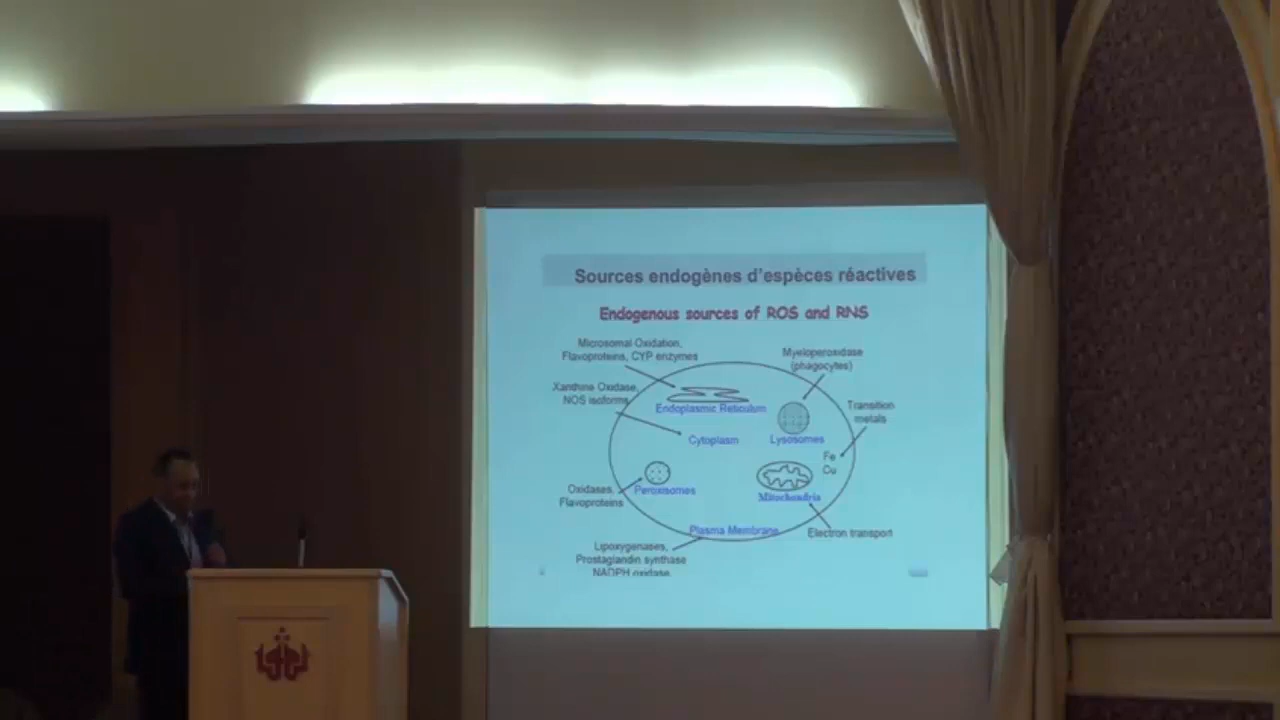 Sources endogènes d'espèces réactives
Endogenous sources of ROS and RNS
Microsomal Oxidation,
Flavoproteins, CYP enzymes
Myeloperoxidase
(phagocytes)
Xanthine Oxidase,
NOS isoforms
Endoplasmic Reticulum
Transition
metals
Cytoplasm
Lysosomes
Fe
Cu
Oxidases,
Flavoproteins
Peroxisomes
Mitochondria
Plasma Membrane
Electron transport
Lipoxygenases,
Prostaglandin synthase
NADPH oxidase